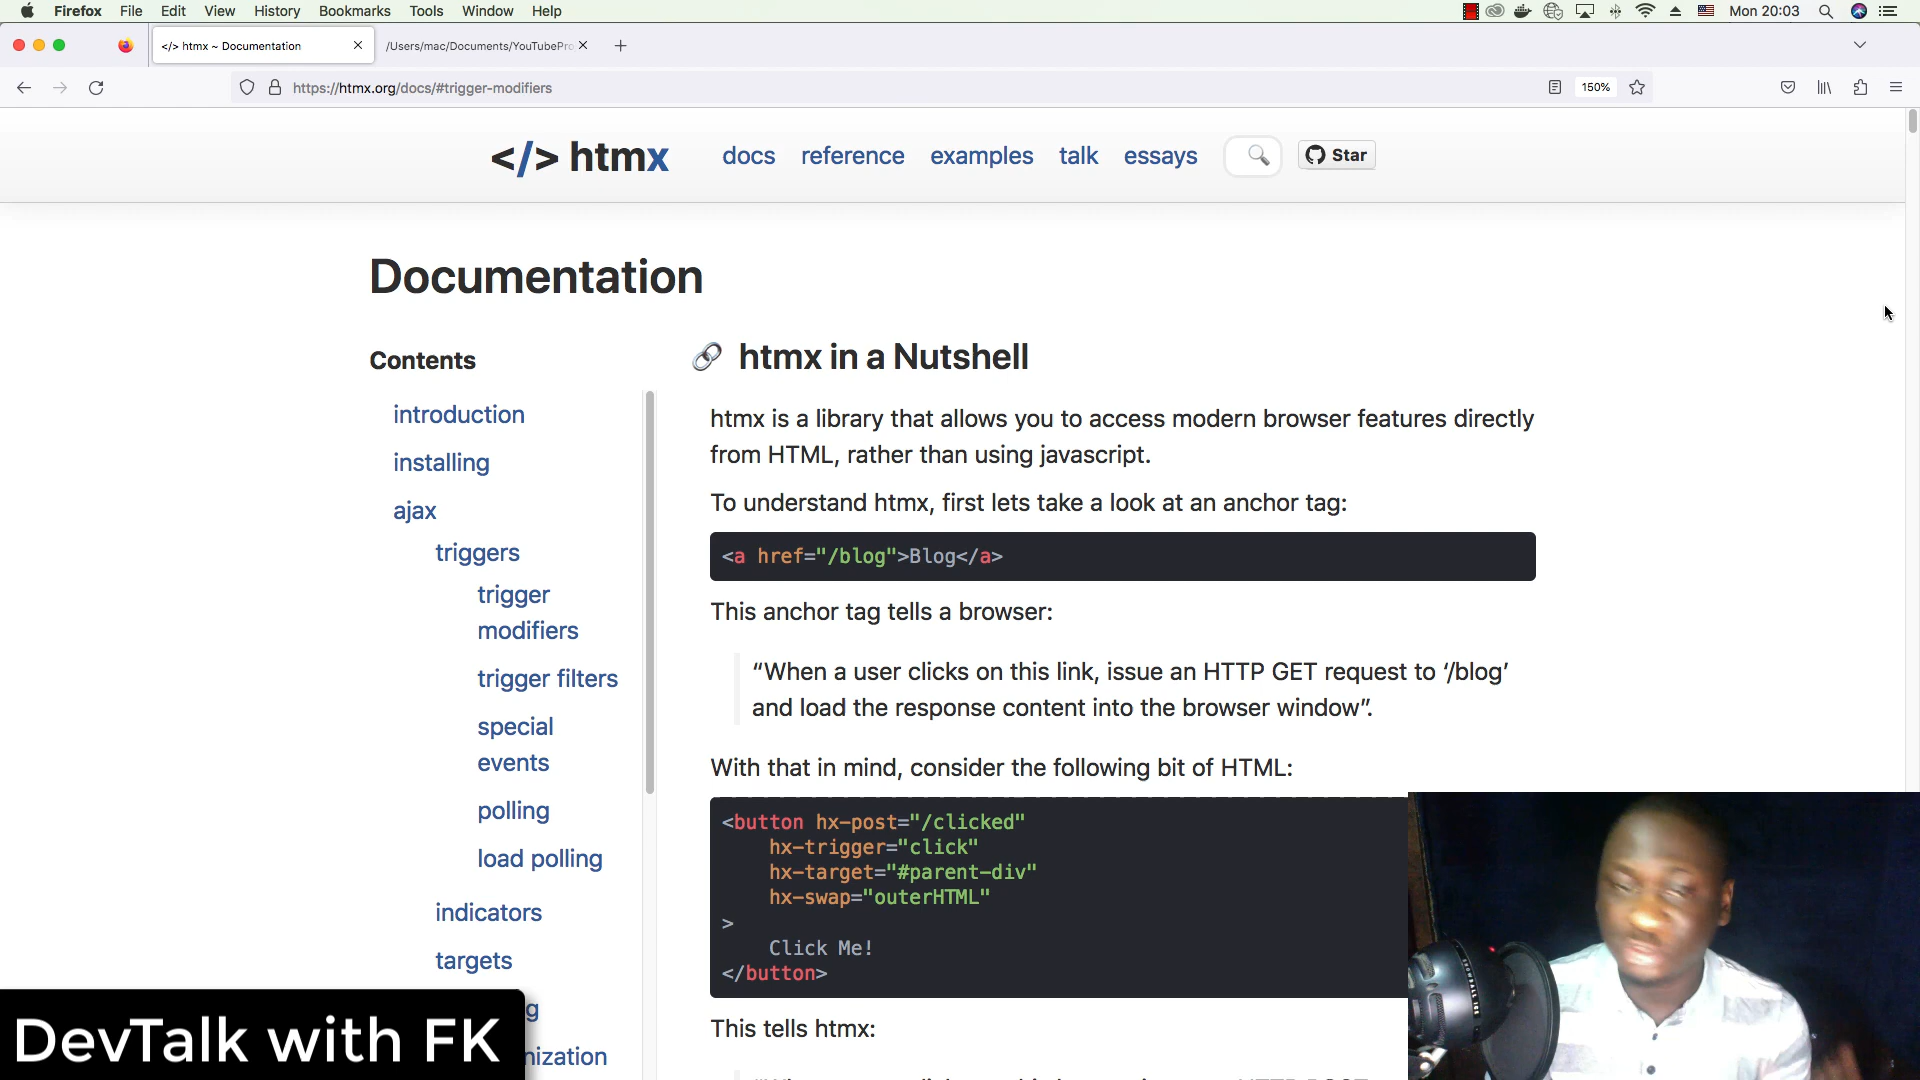 Firefox File Edit View History Bookmarks Tools Window Help Mon 20:03
</> htmx ~ Documentation /Users/mac/Documents/YouTubePro
https://htmx.org/docs/#trigger-modifiers 150%
</> htmx docs reference examples talk essays Star
Documentation
Contents
introduction
installing
ajax
triggers
trigger
modifiers
trigger filters
special
events
polling
load polling
indicators
targets
g
nization
htmx in a Nutshell
htmx is a library that allows you to access modern browser features directly
from HTML, rather than using javascript.
To understand htmx, first lets take a look at an anchor tag:
<a href="/blog">Blog</a>
This anchor tag tells a browser:
“When a user clicks on this link, issue an HTTP GET request to ‘/blog’
and load the response content into the browser window”.
With that in mind, consider the following bit of HTML:
<button hx-post="/clicked"
hx-trigger="click"
hx-target="#parent-div"
hx-swap="outerHTML"
>
Click Me!
</button>
This tells htmx:
DevTalk with FK